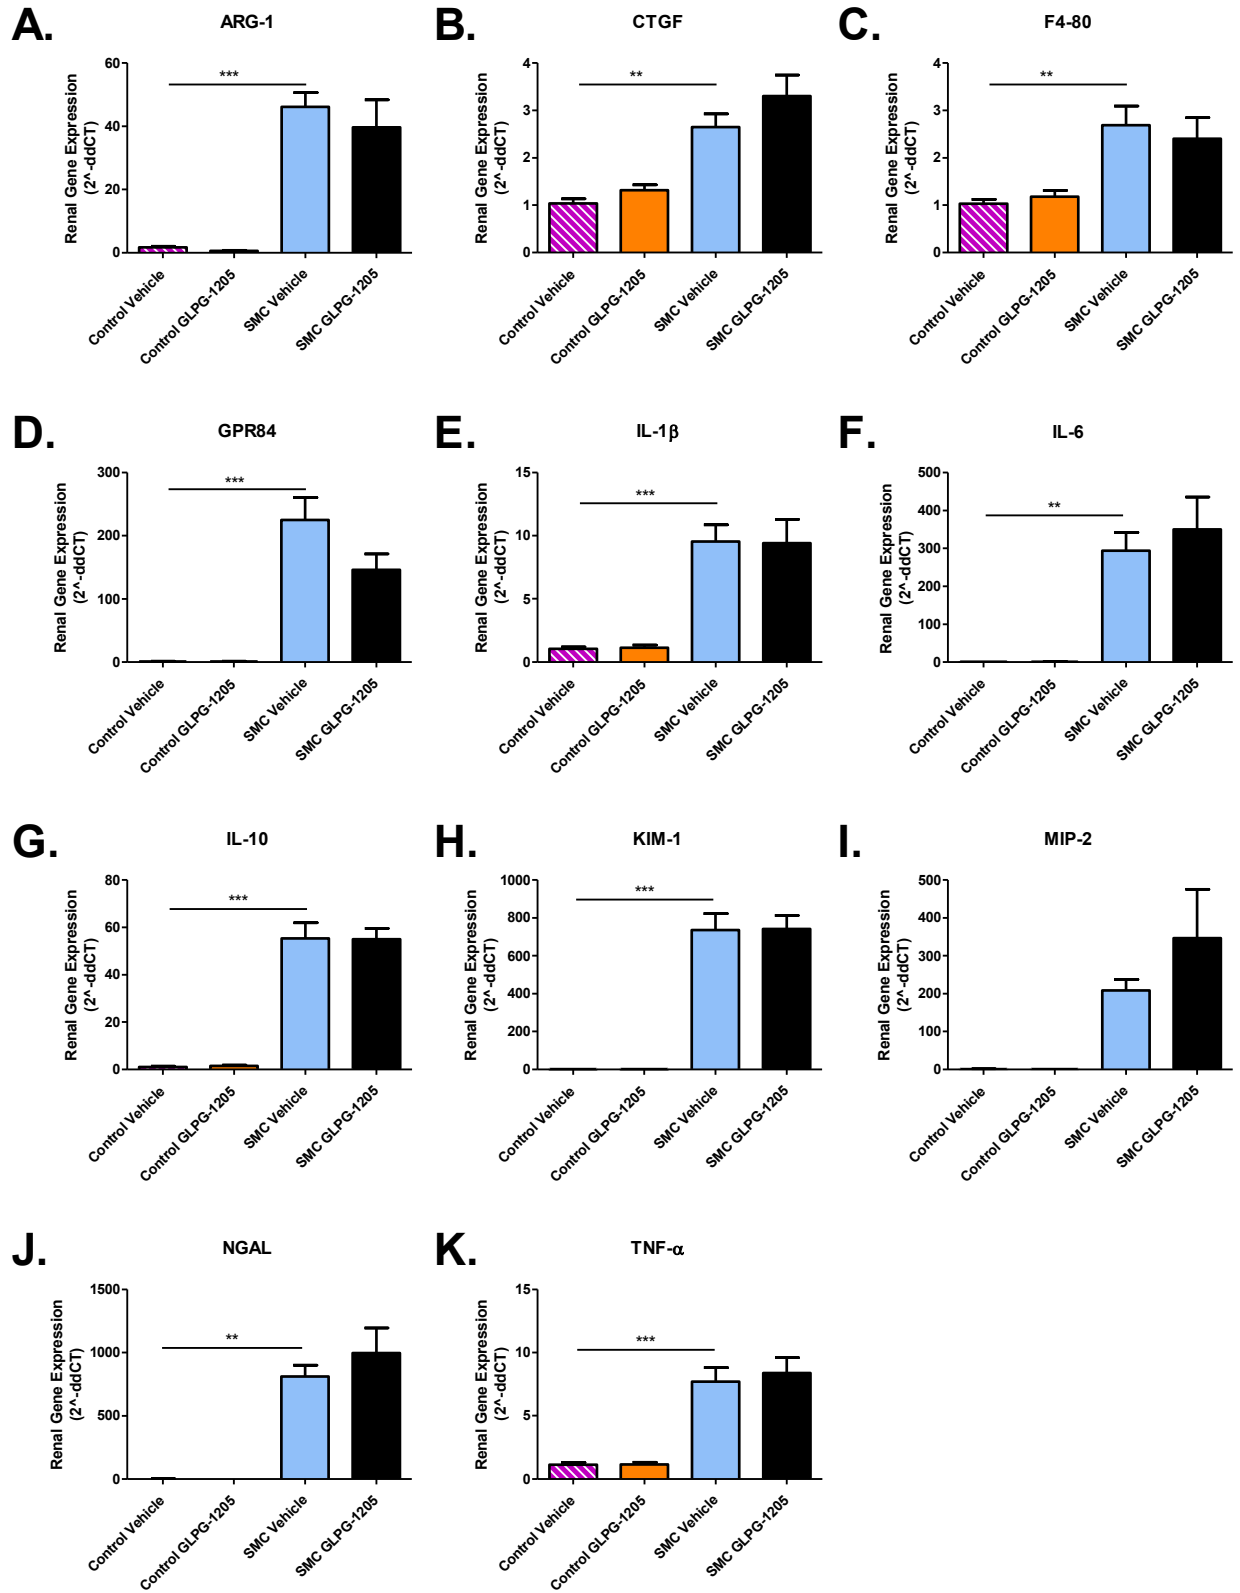 A.
ARG-1
Renal Gene Expression
(2^-ddCT)
60
40
20
0
***
Control Vehicle
Control GLPG-1205
SMC Vehicle
SMC GLPG-1205
B.
CTGF
Renal Gene Expression
(2^-ddCT)
4
3
2
1
0
**
Control Vehicle
Control GLPG-1205
SMC Vehicle
SMC GLPG-1205
C.
F4-80
Renal Gene Expression
(2^-ddCT)
4
3
2
1
0
**
Control Vehicle
Control GLPG-1205
SMC Vehicle
SMC GLPG-1205
D.
GPR84
Renal Gene Expression
(2^-ddCT)
300
200
100
0
***
Control Vehicle
Control GLPG-1205
SMC Vehicle
SMC GLPG-1205
E.
IL-1β
Renal Gene Expression
(2^-ddCT)
15
10
5
0
***
Control Vehicle
Control GLPG-1205
SMC Vehicle
SMC GLPG-1205
F.
IL-6
Renal Gene Expression
(2^-ddCT)
500
400
300
200
100
0
**
Control Vehicle
Control GLPG-1205
SMC Vehicle
SMC GLPG-1205
G.
IL-10
Renal Gene Expression
(2^-ddCT)
80
60
40
20
0
***
Control Vehicle
Control GLPG-1205
SMC Vehicle
SMC GLPG-1205
H.
KIM-1
Renal Gene Expression
(2^-ddCT)
1000
800
600
400
200
0
***
Control Vehicle
Control GLPG-1205
SMC Vehicle
SMC GLPG-1205
I.
MIP-2
Renal Gene Expression
(2^-ddCT)
500
400
300
200
100
0
Control Vehicle
Control GLPG-1205
SMC Vehicle
SMC GLPG-1205
J.
NGAL
Renal Gene Expression
(2^-ddCT)
1500
1000
500
0
**
Control Vehicle
Control GLPG-1205
SMC Vehicle
SMC GLPG-1205
K.
TNF-α
Renal Gene Expression
(2^-ddCT)
15
10
5
0
***
Control Vehicle
Control GLPG-1205
SMC Vehicle
SMC GLPG-1205